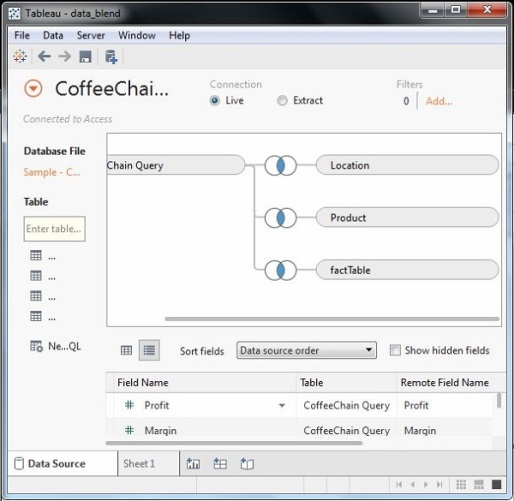 Tableau - data_blend
File Data Server Window Help
CoffeeChai...
Connection
Live Extract
Filters
0 Add...
Connected to Access
Database File
Sample - C...
Table
Enter table...
...
...
...
...
Ne...QL
Chain Query
Location
Product
factTable
Sort fields Data source order Show hidden fields
Field Name Table Remote Field Name
# Profit CoffeeChain Query Profit
# Margin CoffeeChain Query Margin
Data Source Sheet 1